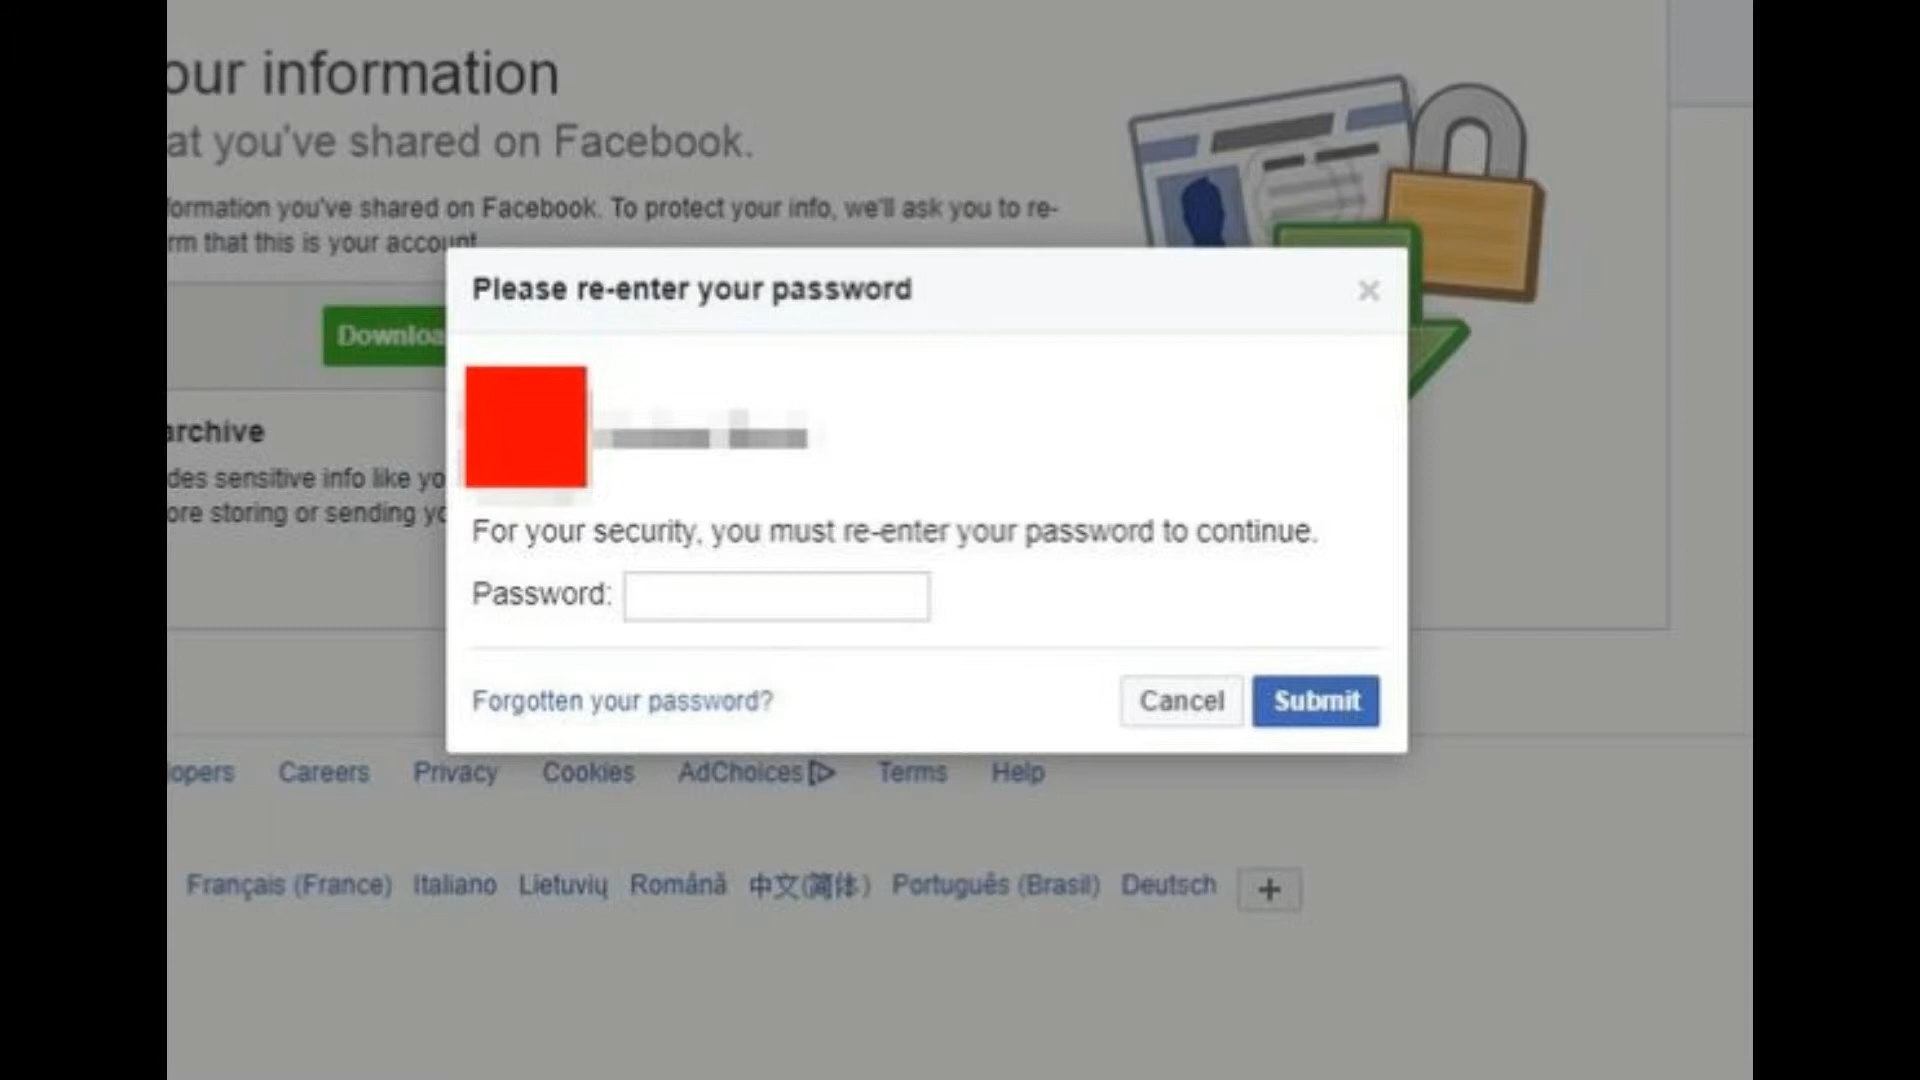 our information
at you've shared on Facebook.
formation you've shared on Facebook. To protect your info, we'll ask you to re-
rm that this is your account
Please re-enter your password
Downloa
archive
des sensitive info like yo
ore storing or sending yo
For your security, you must re-enter your password to continue.
Password:
Forgotten your password?
Cancel
Submit
lopers Careers Privacy Cookies AdChoices Terms Help
Français (France) Italiano Lietuvių Română 中文(简体) Português (Brasil) Deutsch +